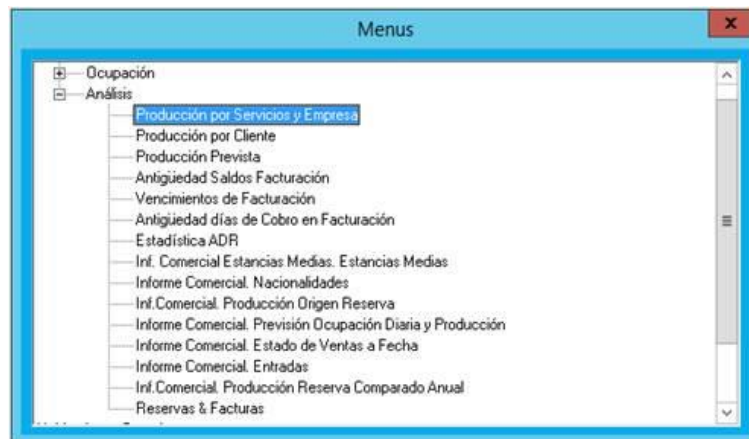 Menus
x
Ocupación
Análisis
Producción por Servicios y Empresa
Producción por Cliente
Producción Prevista
Antigüedad Saldos Facturación
Vencimientos de Facturación
Antigüedad días de Cobro en Facturación
Estadística ADR
Inf. Comercial Estancias Medias. Estancias Medias
Informe Comercial. Nacionalidades
Inf.Comercial. Producción Origen Reserva
Informe Comercial. Previsión Ocupación Diaria y Producción
Informe Comercial. Estado de Ventas a Fecha
Informe Comercial. Entradas
Inf.Comercial. Producción Reserva Comparado Anual
Reservas & Facturas